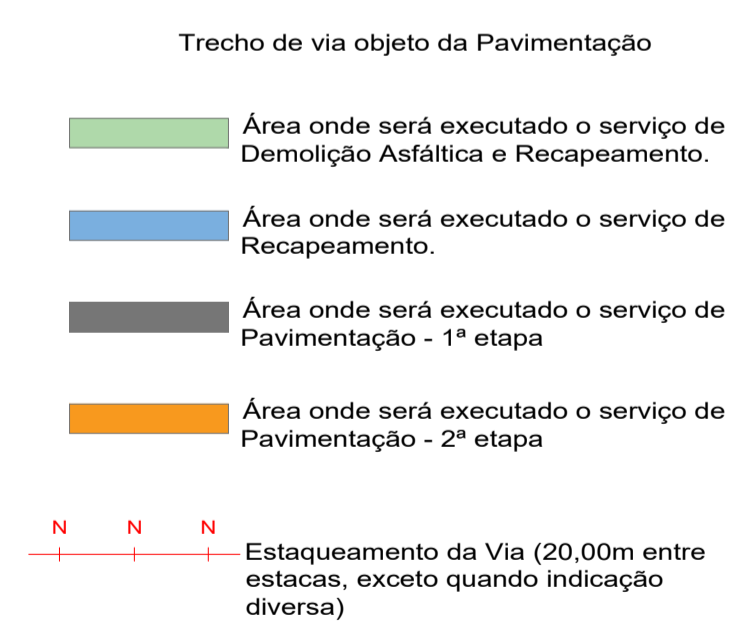 Trecho de via objeto da Pavimentação
Área onde será executado o serviço de
Demolição Asfáltica e Recapeamento.
Área onde será executado o serviço de
Recapeamento.
Área onde será executado o serviço de
Pavimentação - 1ª etapa
Área onde será executado o serviço de
Pavimentação - 2ª etapa
N N N
Estaqueamento da Via (20,00m entre
estacas, exceto quando indicação
diversa)